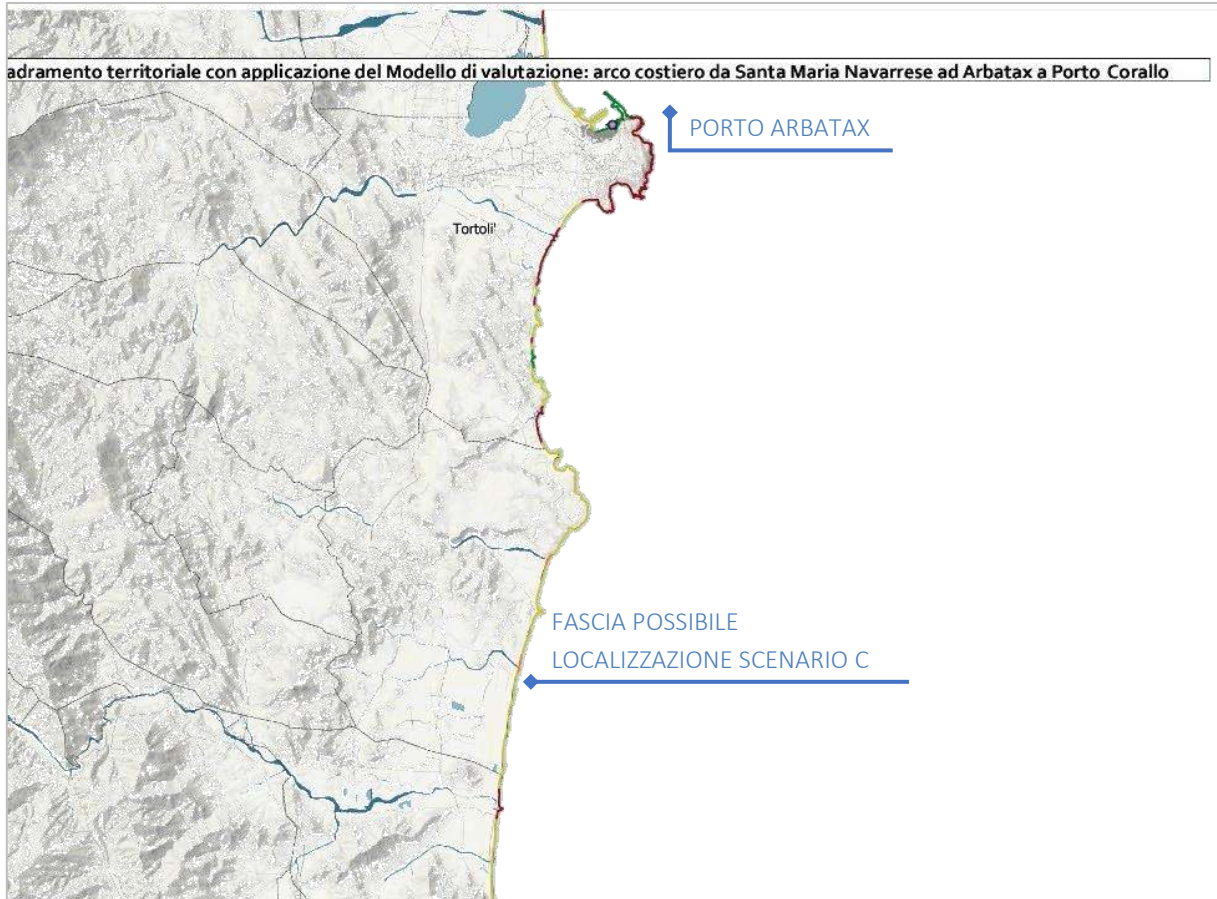 adramento territoriale con applicazione del Modello di valutazione: arco costiero da Santa Maria Navarrese ad Arbatax a Porto Corallo
PORTO ARBATAX
Tortoli'
FASCIA POSSIBILE
LOCALIZZAZIONE SCENARIO C